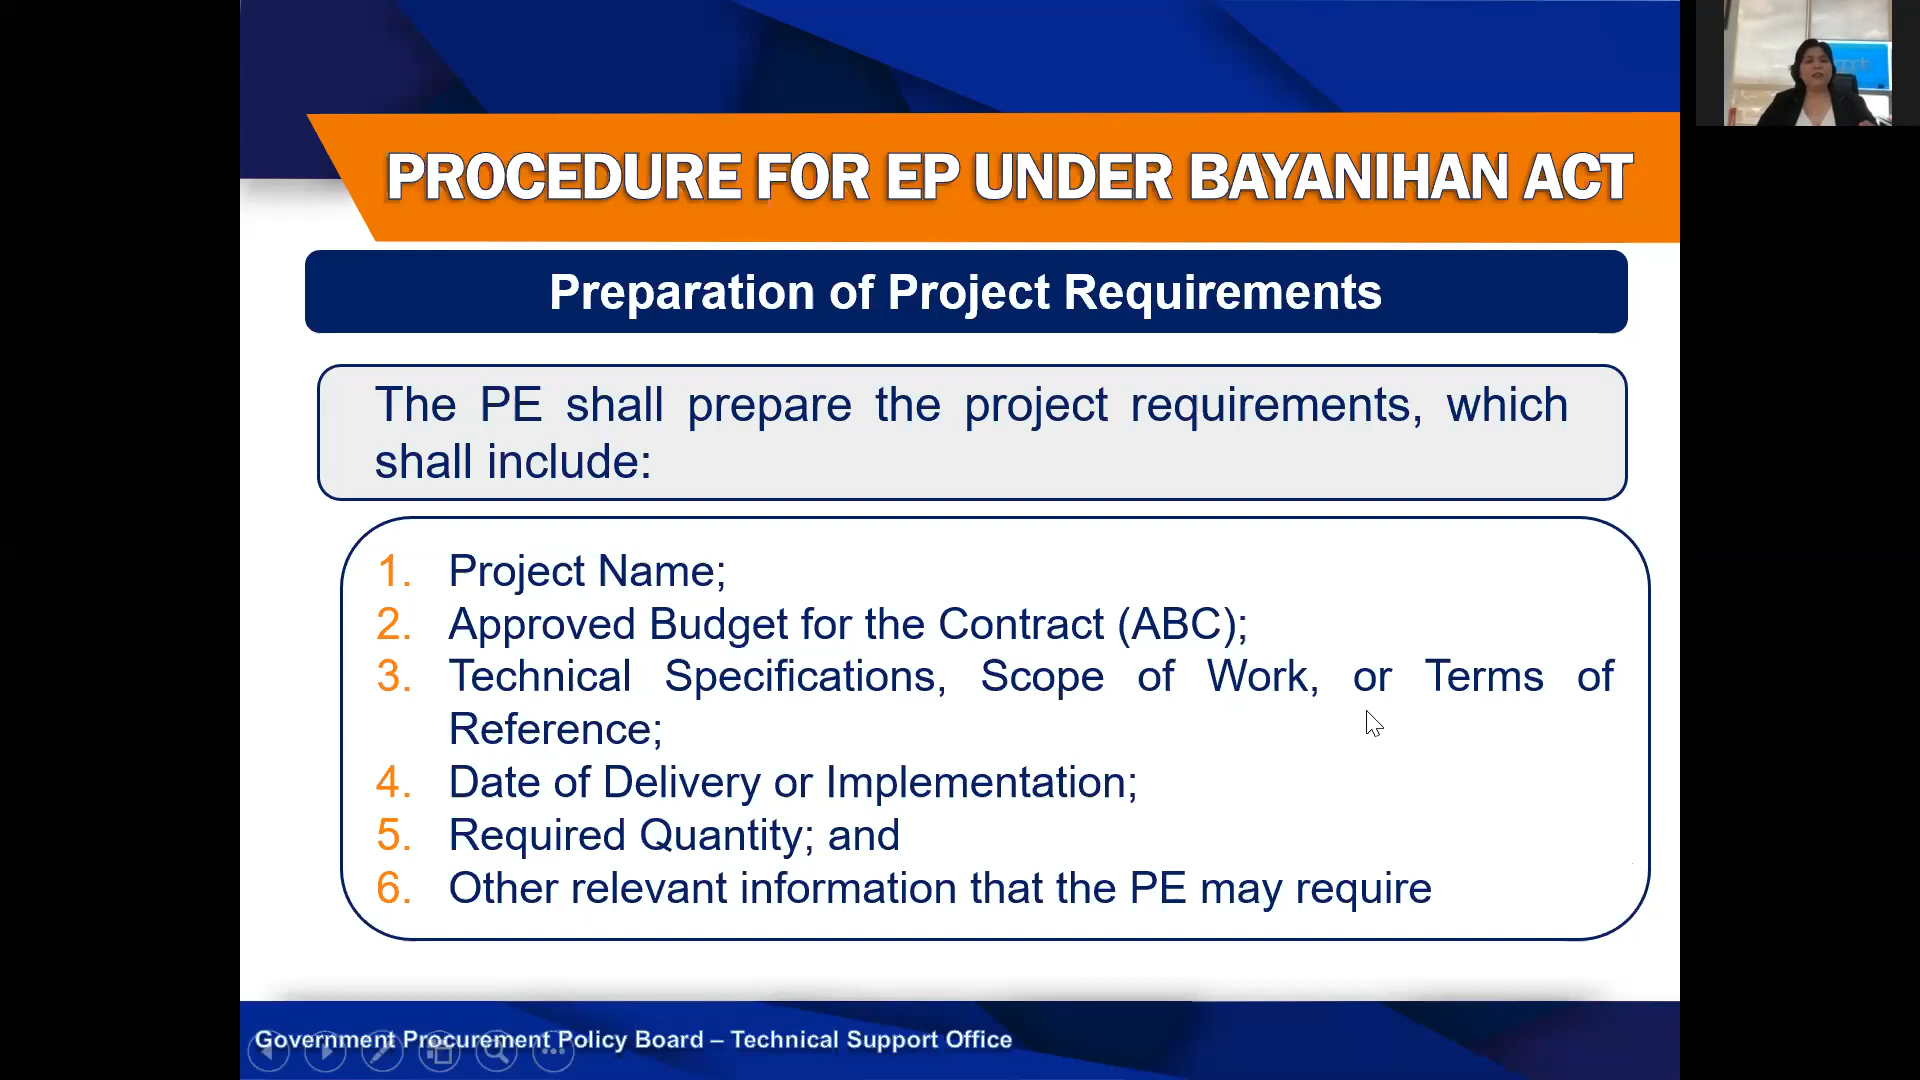 PROCEDURE FOR EP UNDER BAYANIHAN ACT
Preparation of Project Requirements
The PE shall prepare the project requirements, which
shall include:
1. Project Name;
2. Approved Budget for the Contract (ABC);
3. Technical Specifications, Scope of Work, or Terms of
Reference;
4. Date of Delivery or Implementation;
5. Required Quantity; and
6. Other relevant information that the PE may require
Government Procurement Policy Board – Technical Support Office